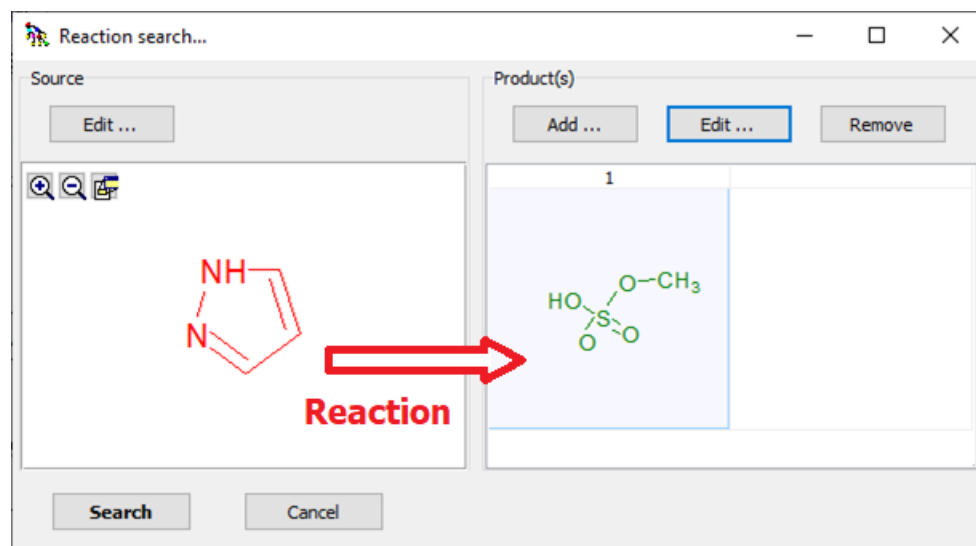 Reaction search...
Source
Product(s)
Edit ...
Add ...
Edit ...
Remove
1
NH
N
O-CH3
HO
S
O
O
Reaction
Search
Cancel